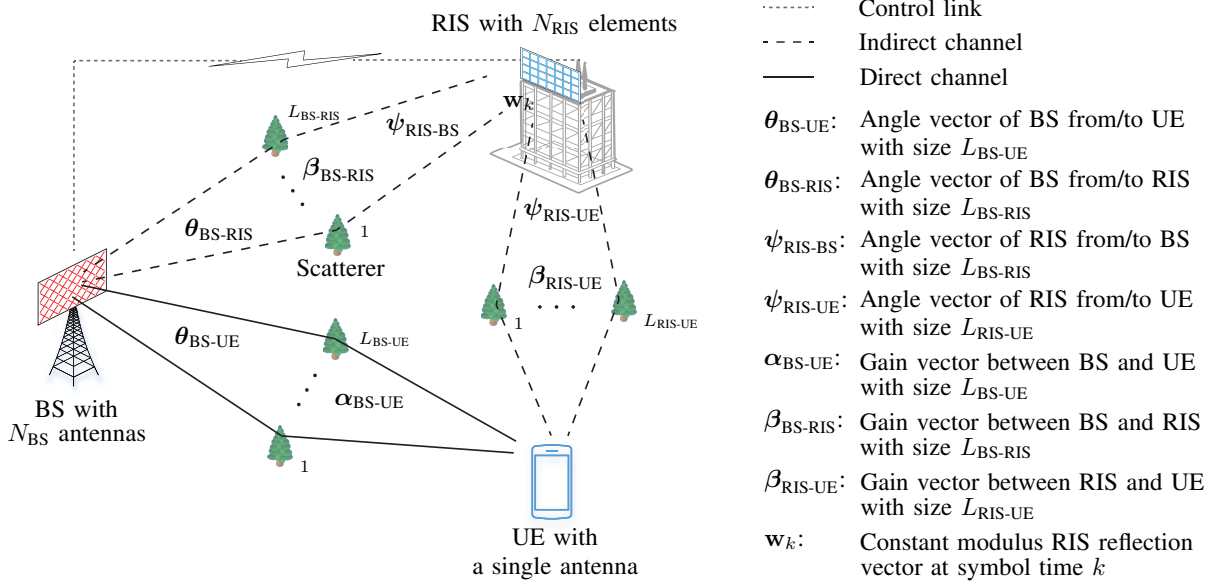 RIS with N_RIS elements
w_k
L_BS-RIS
ψ_RIS-BS
β_BS-RIS
θ_BS-RIS
1
Scatterer
ψ_RIS-UE
β_RIS-UE
1
L_RIS-UE
θ_BS-UE
L_BS-UE
α_BS-UE
1
BS with
N_BS antennas
UE with
a single antenna
Control link
Indirect channel
Direct channel
θ_BS-UE: Angle vector of BS from/to UE
with size L_BS-UE
θ_BS-RIS: Angle vector of BS from/to RIS
with size L_BS-RIS
ψ_RIS-BS: Angle vector of RIS from/to BS
with size L_BS-RIS
ψ_RIS-UE: Angle vector of RIS from/to UE
with size L_RIS-UE
α_BS-UE: Gain vector between BS and UE
with size L_BS-UE
β_BS-RIS: Gain vector between BS and RIS
with size L_BS-RIS
β_RIS-UE: Gain vector between RIS and UE
with size L_RIS-UE
w_k: Constant modulus RIS reflection
vector at symbol time k